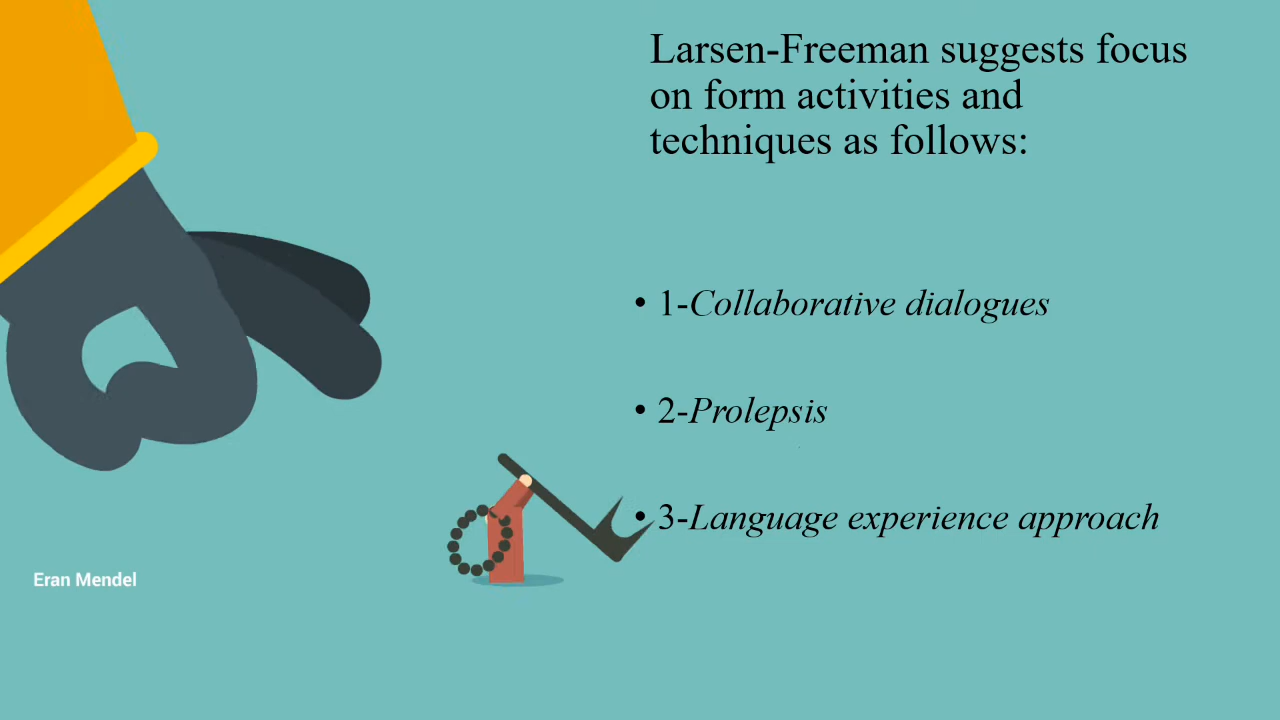 Larsen-Freeman suggests focus
on form activities and
techniques as follows:
• 1-Collaborative dialogues
• 2-Prolepsis
• 3-Language experience approach
Eran Mendel